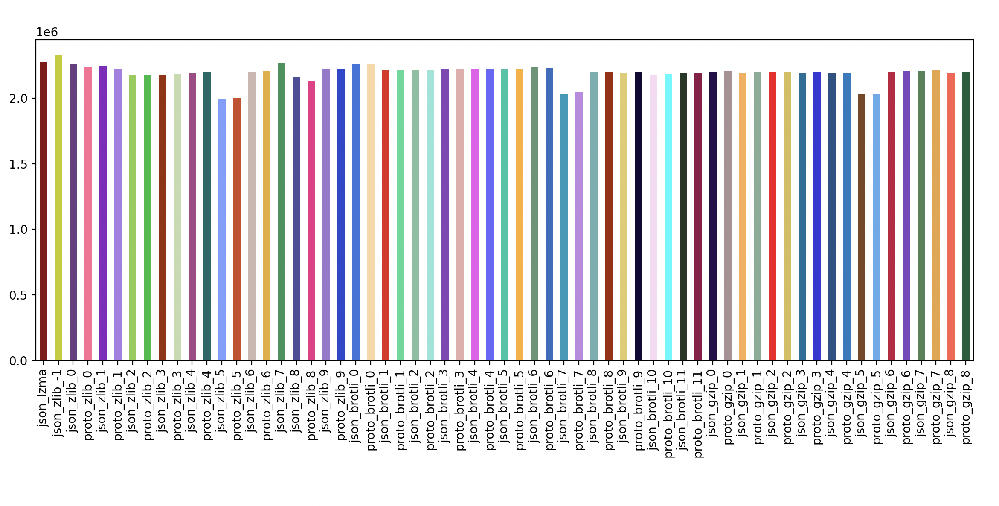 1e6
2.0
1.5
1.0
0.5
0.0
json_lzma
json_zlib_-1
json_zlib_0
proto_zlib_0
json_zlib_1
proto_zlib_1
json_zlib_2
proto_zlib_2
json_zlib_3
proto_zlib_3
json_zlib_4
proto_zlib_4
json_zlib_5
proto_zlib_5
json_zlib_6
proto_zlib_6
json_zlib_7
json_zlib_8
proto_zlib_8
json_zlib_9
proto_zlib_9
json_brotli_0
proto_brotli_0
json_brotli_1
proto_brotli_1
json_brotli_2
proto_brotli_2
json_brotli_3
proto_brotli_3
json_brotli_4
proto_brotli_4
json_brotli_5
proto_brotli_5
json_brotli_6
proto_brotli_6
json_brotli_7
proto_brotli_7
json_brotli_8
proto_brotli_8
json_brotli_9
proto_brotli_9
json_brotli_10
proto_brotli_10
json_brotli_11
proto_brotli_11
json_gzip_0
proto_gzip_0
json_gzip_1
proto_gzip_1
json_gzip_2
proto_gzip_2
json_gzip_3
proto_gzip_3
json_gzip_4
proto_gzip_4
json_gzip_5
proto_gzip_5
json_gzip_6
proto_gzip_6
json_gzip_7
proto_gzip_7
json_gzip_8
proto_gzip_8